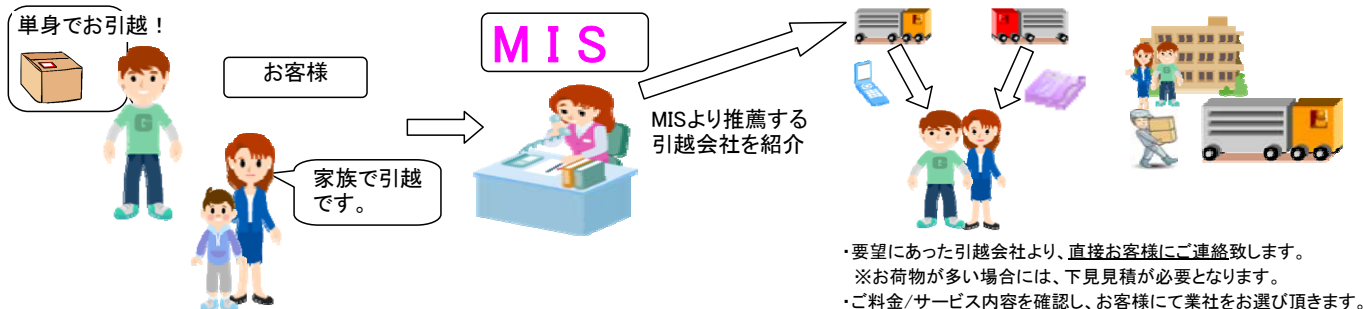 単身でお引越！
お客様
家族で引越
です。
ＭＩＳ
MISより推薦する
引越会社を紹介
・要望にあった引越会社より、直接お客様にご連絡致します。
※お荷物が多い場合には、下見見積が必要となります。
・ご料金/サービス内容を確認し、お客様にて業社をお選び頂きます。